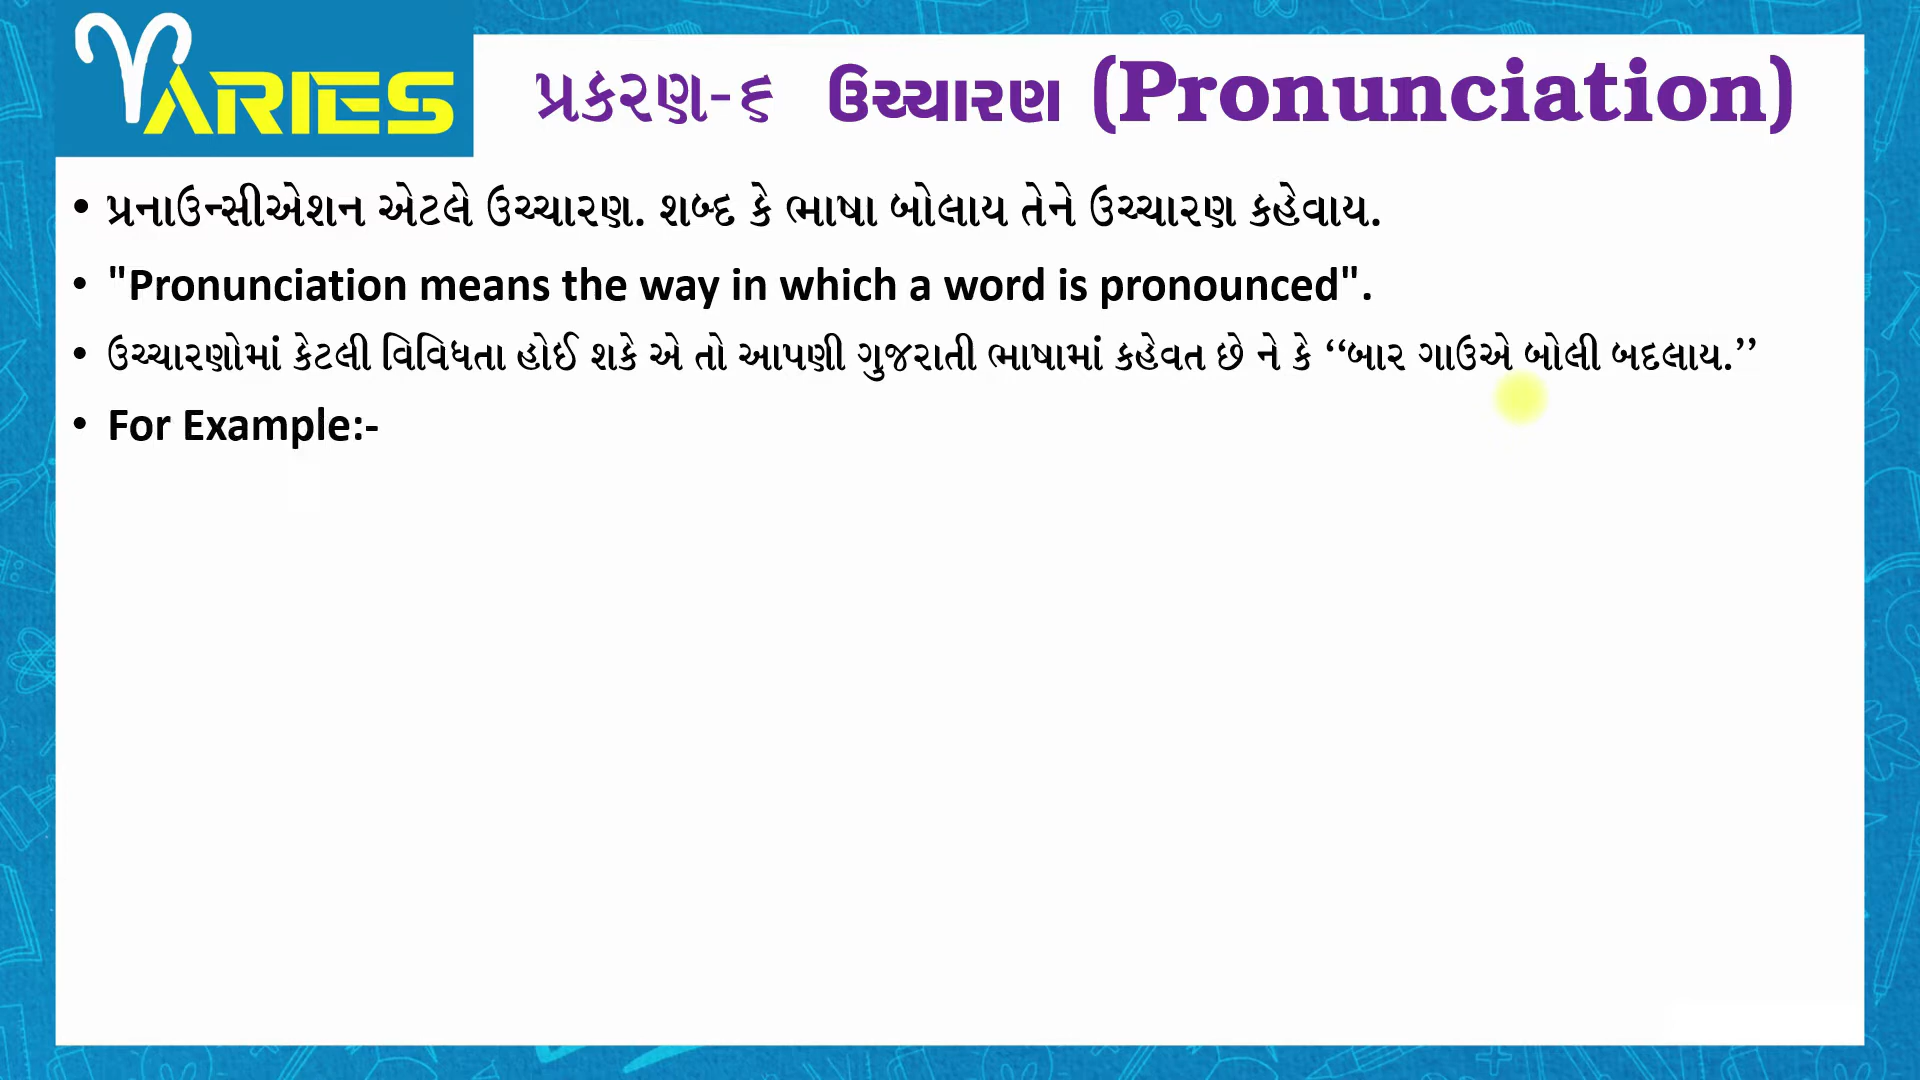 ARIES
પ્રકરણ-૬ ઉચ્ચારણ (Pronunciation)
• પ્રનાઉન્સીએશન એટલે ઉચ્ચારણ. શબ્દ કે ભાષા બોલાય તેને ઉચ્ચારણ કહેવાય.
• "Pronunciation means the way in which a word is pronounced".
• ઉચ્ચારણોમાં કેટલી વિવિધતા હોઈ શકે એ તો આપણી ગુજરાતી ભાષામાં કહેવત છે ને કે ‘‘બાર ગાઉએ બોલી બદલાય.’’
• For Example:-